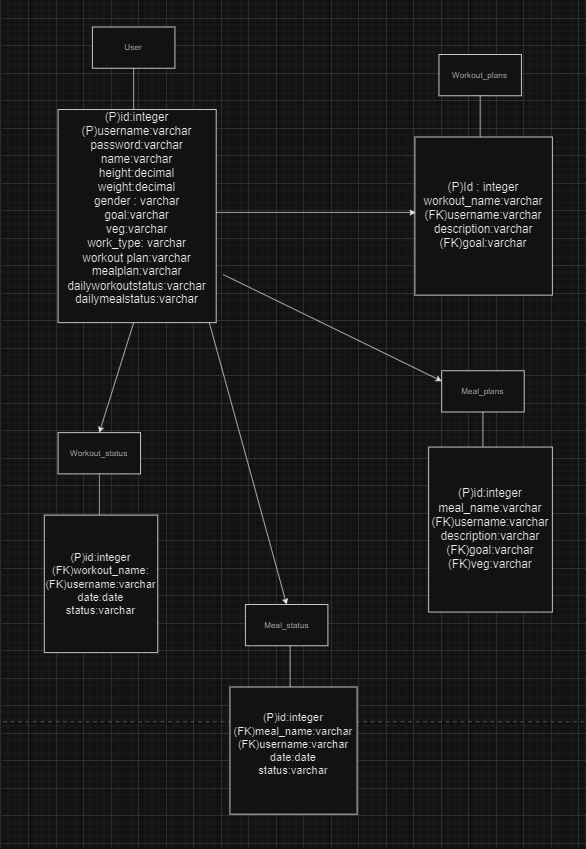 User
(P)id:integer
(P)username:varchar
password:varchar
name:varchar
height:decimal
weight:decimal
gender : varchar
goal:varchar
veg:varchar
work_type: varchar
workout plan:varchar
mealplan:varchar
dailyworkoutstatus:varchar
dailymealstatus:varchar
Workout_plans
(P)Id : integer
workout_name:varchar
(FK)username:varchar
description:varchar
(FK)goal:varchar
Meal_plans
(P)id:integer
meal_name:varchar
(FK)username:varchar
description:varchar
(FK)goal:varchar
(FK)veg:varchar
Workout_status
(P)id:integer
(FK)workout_name:
(FK)username:varchar
date:date
status:varchar
Meal_status
(P)id:integer
(FK)meal_name:varchar
(FK)username:varchar
date:date
status:varchar